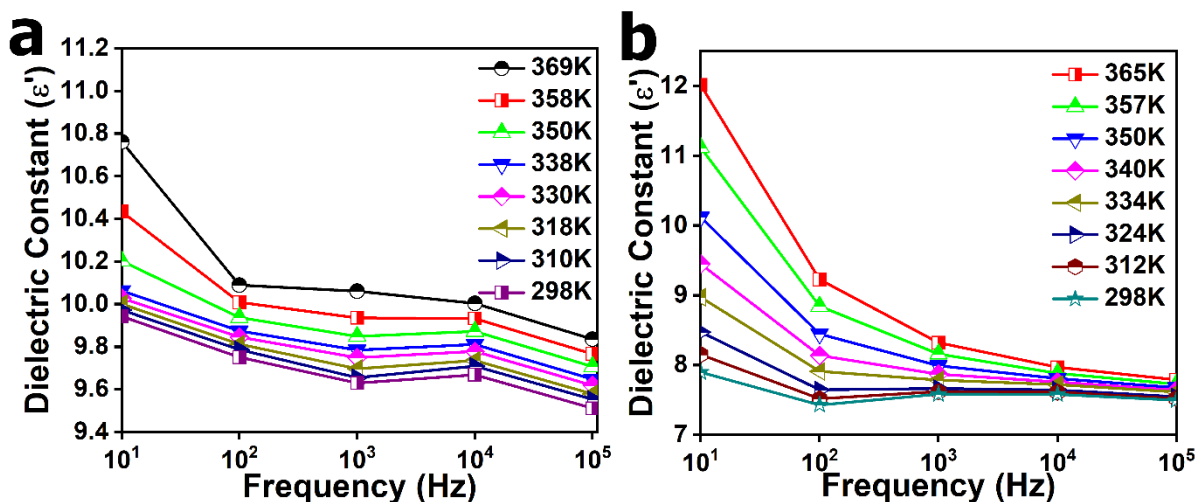 a
Dielectric Constant (ε')
11.2
11.0
10.8
10.6
10.4
10.2
10.0
9.8
9.6
9.4
369K
358K
350K
338K
330K
318K
310K
298K
10¹
10²
10³
10⁴
10⁵
Frequency (Hz)
b
Dielectric Constant (ε')
12
11
10
9
8
7
365K
357K
350K
340K
334K
324K
312K
298K
10¹
10²
10³
10⁴
10⁵
Frequency (Hz)